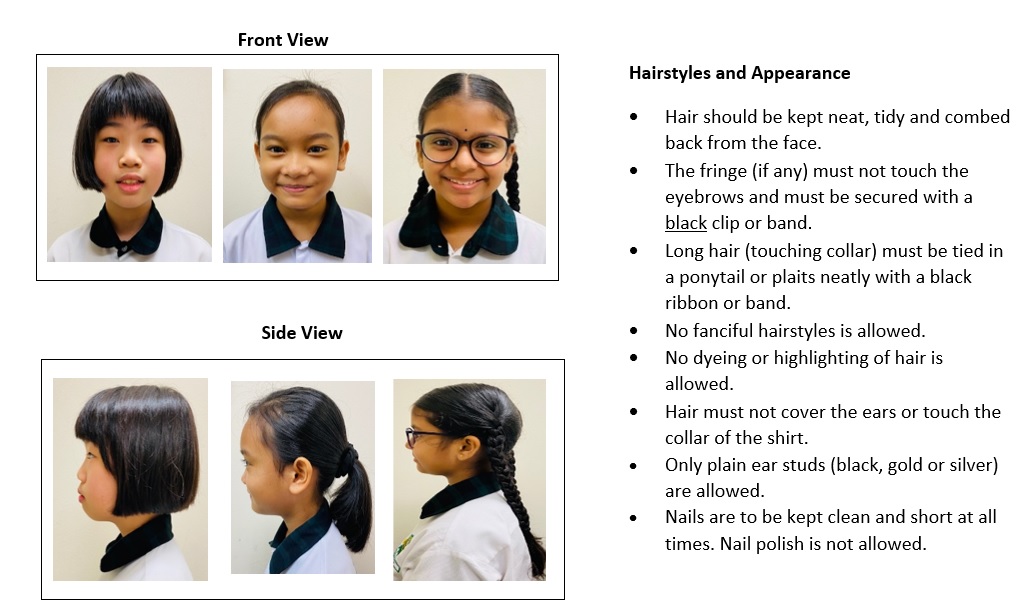 Front View
Side View
Hairstyles and Appearance
• Hair should be kept neat, tidy and combed
back from the face.
• The fringe (if any) must not touch the
eyebrows and must be secured with a
black clip or band.
• Long hair (touching collar) must be tied in
a ponytail or plaits neatly with a black
ribbon or band.
• No fanciful hairstyles is allowed.
• No dyeing or highlighting of hair is
allowed.
• Hair must not cover the ears or touch the
collar of the shirt.
• Only plain ear studs (black, gold or silver)
are allowed.
• Nails are to be kept clean and short at all
times. Nail polish is not allowed.